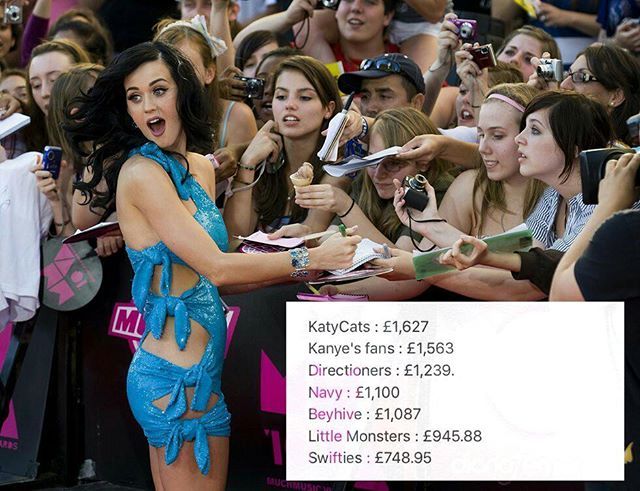 KatyCats : £1,627
Kanye's fans : £1,563
Directioners : £1,239.
Navy : £1,100
Beyhive : £1,087
Little Monsters : £945.88
Swifties : £748.95
MUCHMUSIC